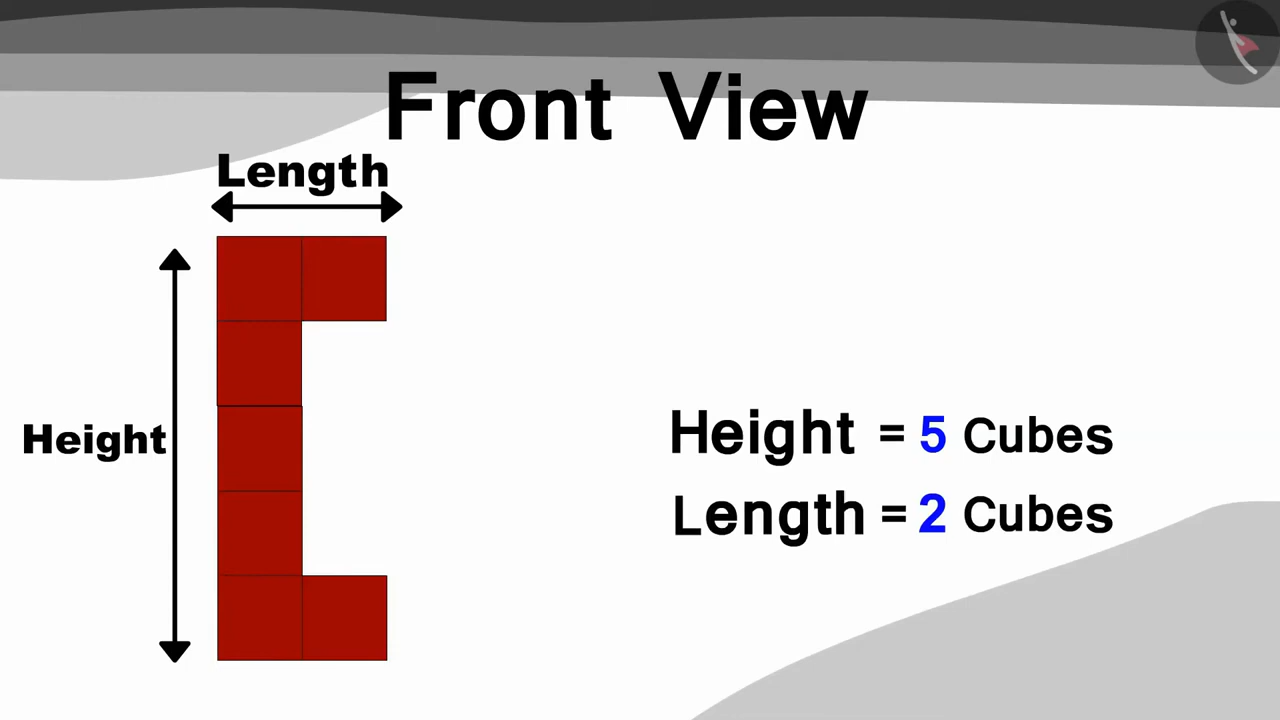 Front View
Length
Height
Height = 5 Cubes
Length = 2 Cubes